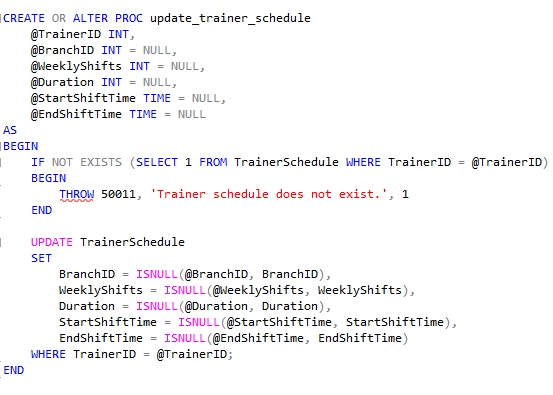 CREATE OR ALTER PROC update_trainer_schedule
    @TrainerID INT,
    @BranchID INT = NULL,
    @WeeklyShifts INT = NULL,
    @Duration INT = NULL,
    @StartShiftTime TIME = NULL,
    @EndShiftTime TIME = NULL
AS
BEGIN
    IF NOT EXISTS (SELECT 1 FROM TrainerSchedule WHERE TrainerID = @TrainerID)
    BEGIN
        THROW 50011, 'Trainer schedule does not exist.', 1
    END

    UPDATE TrainerSchedule
    SET
        BranchID = ISNULL(@BranchID, BranchID),
        WeeklyShifts = ISNULL(@WeeklyShifts, WeeklyShifts),
        Duration = ISNULL(@Duration, Duration),
        StartShiftTime = ISNULL(@StartShiftTime, StartShiftTime),
        EndShiftTime = ISNULL(@EndShiftTime, EndShiftTime)
    WHERE TrainerID = @TrainerID;
END